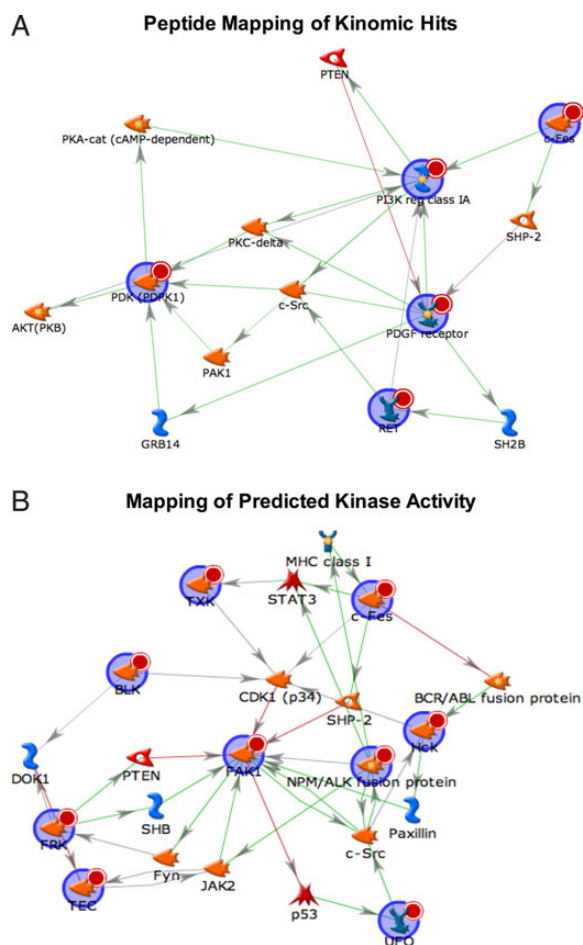 A
Peptide Mapping of Kinomic Hits
PTEN
PKA-cat (cAMP-dependent)
c-Fes
PI3K reg class IA
SHP-2
PKC-delta
PDK (PDPK1)
c-Src
AKT(PKB)
PDGF receptor
PAK1
GRB14
RET
SH2B
B
Mapping of Predicted Kinase Activity
MHC class I
TXK
STAT3
c-Fes
BLK
CDK1 (p34)
BCR/ABL fusion protein
SHP-2
Hck
DOK1
PTEN
FAK1
NPM/ALK fusion protein
SHB
Paxillin
FRK
c-Src
Fyn
JAK2
TEC
p53
UFO